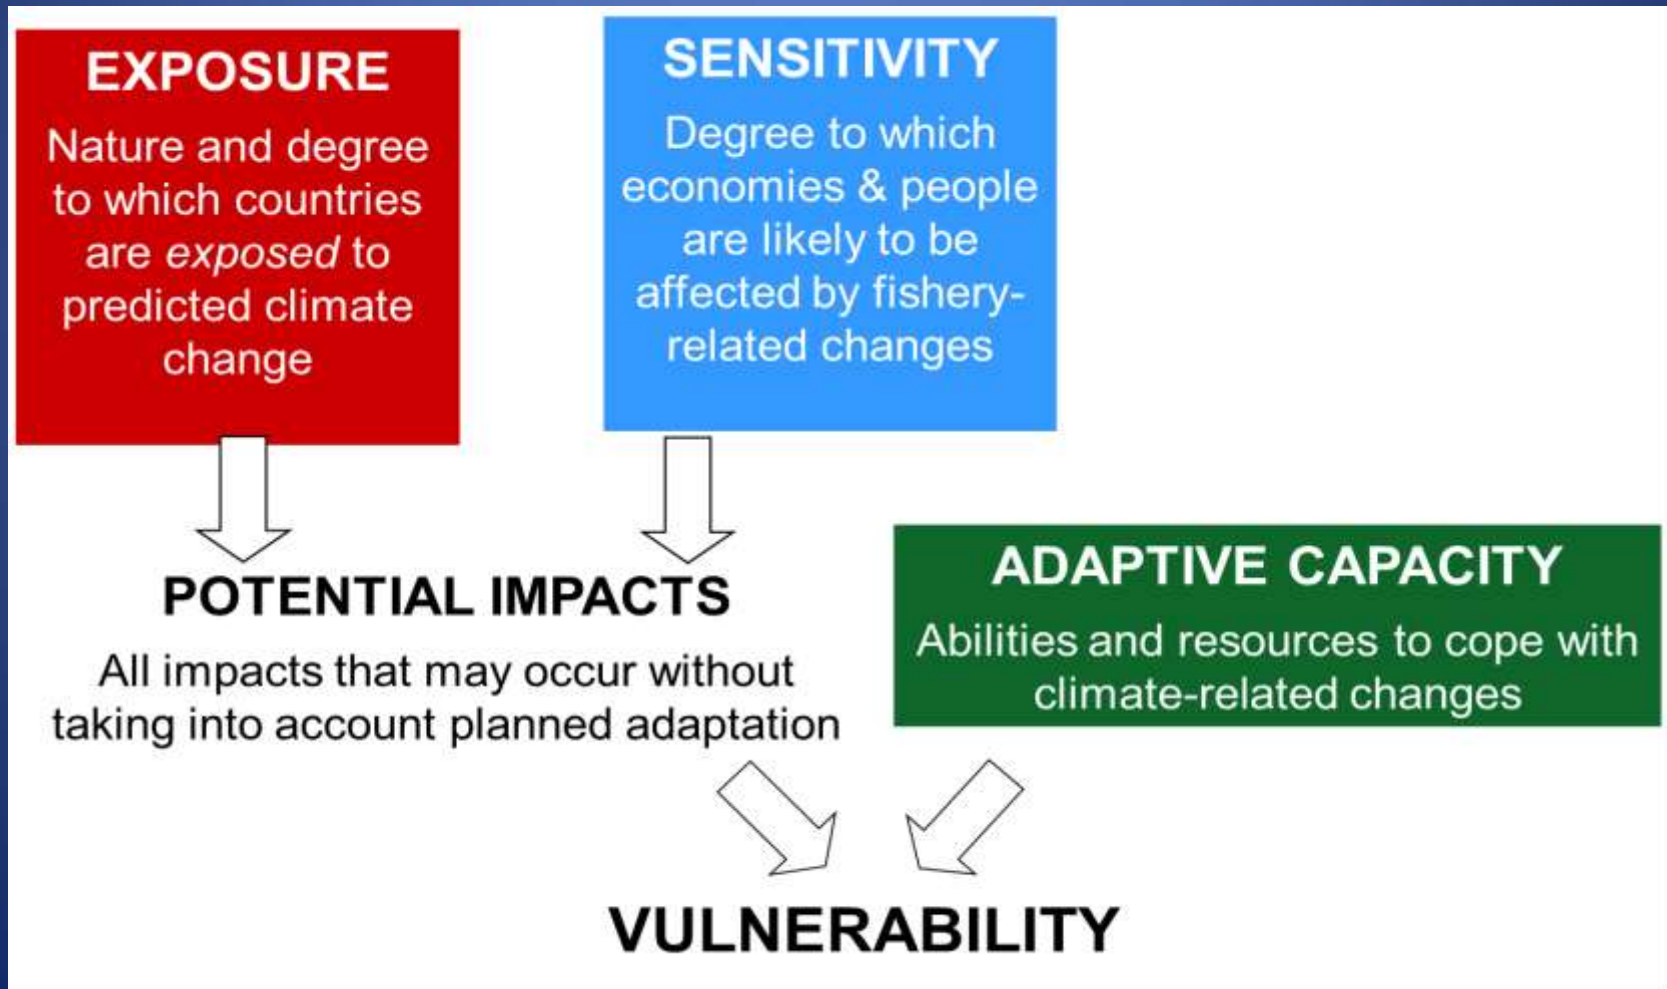 EXPOSURE
Nature and degree
to which countries
are exposed to
predicted climate
change
SENSITIVITY
Degree to which
economies & people
are likely to be
affected by fishery-
related changes
POTENTIAL IMPACTS
All impacts that may occur without
taking into account planned adaptation
ADAPTIVE CAPACITY
Abilities and resources to cope with
climate-related changes
VULNERABILITY